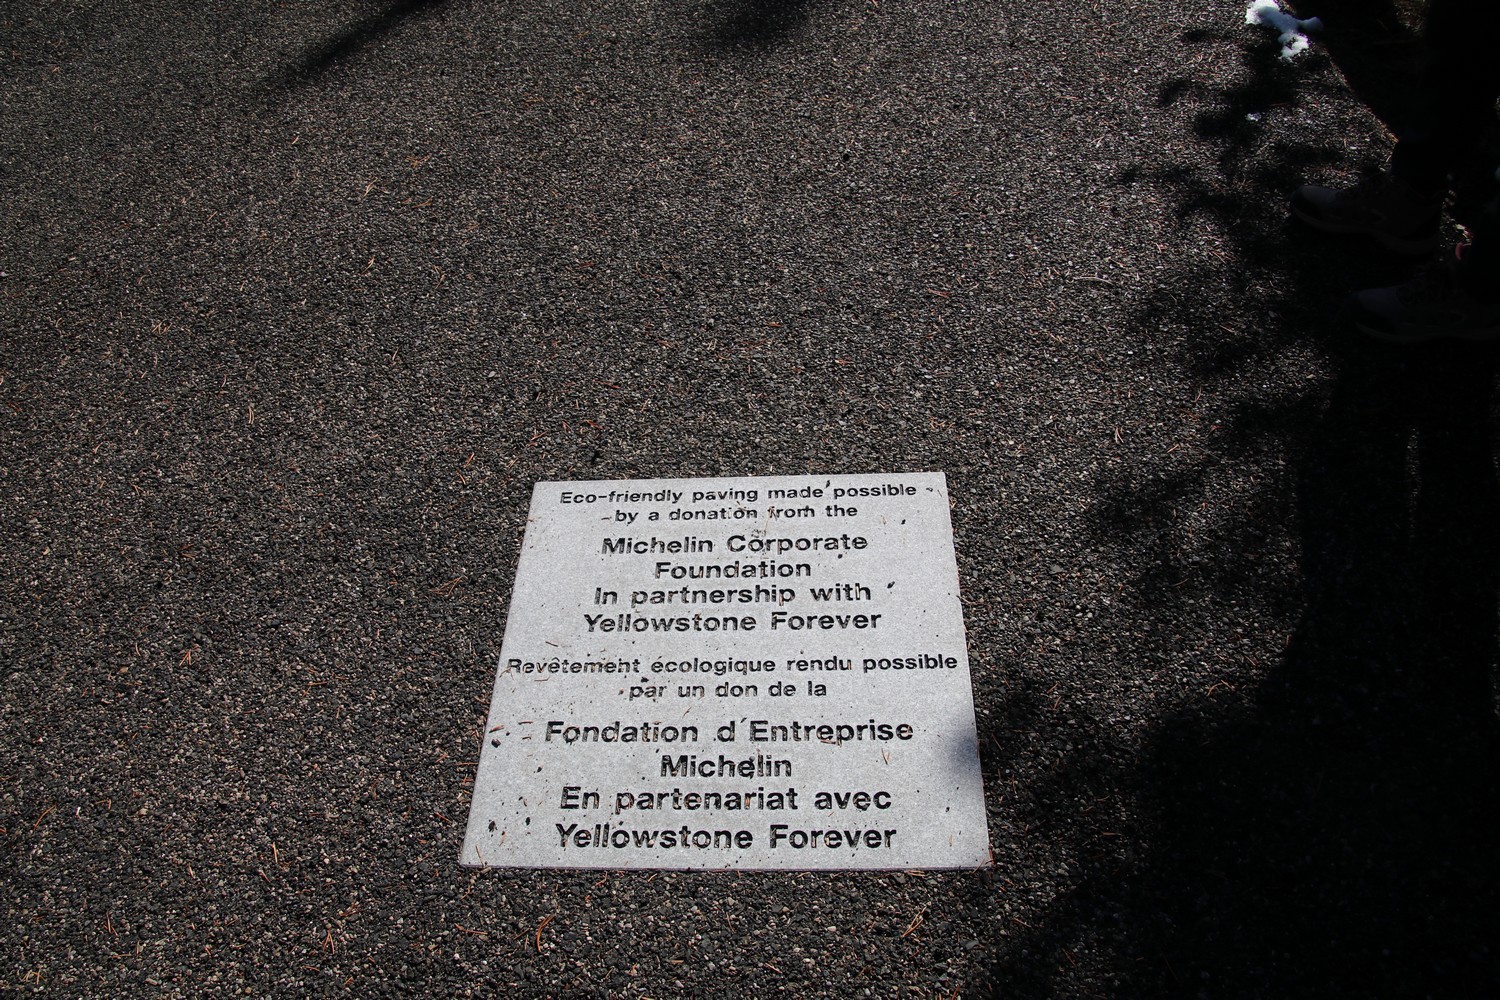 Eco-friendly paving made possible
by a donation from the
Michelin Corporate
Foundation
In partnership with
Yellowstone Forever
Revêtement écologique rendu possible
par un don de la
Fondation d'Entreprise
Michelin
En partenariat avec
Yellowstone Forever